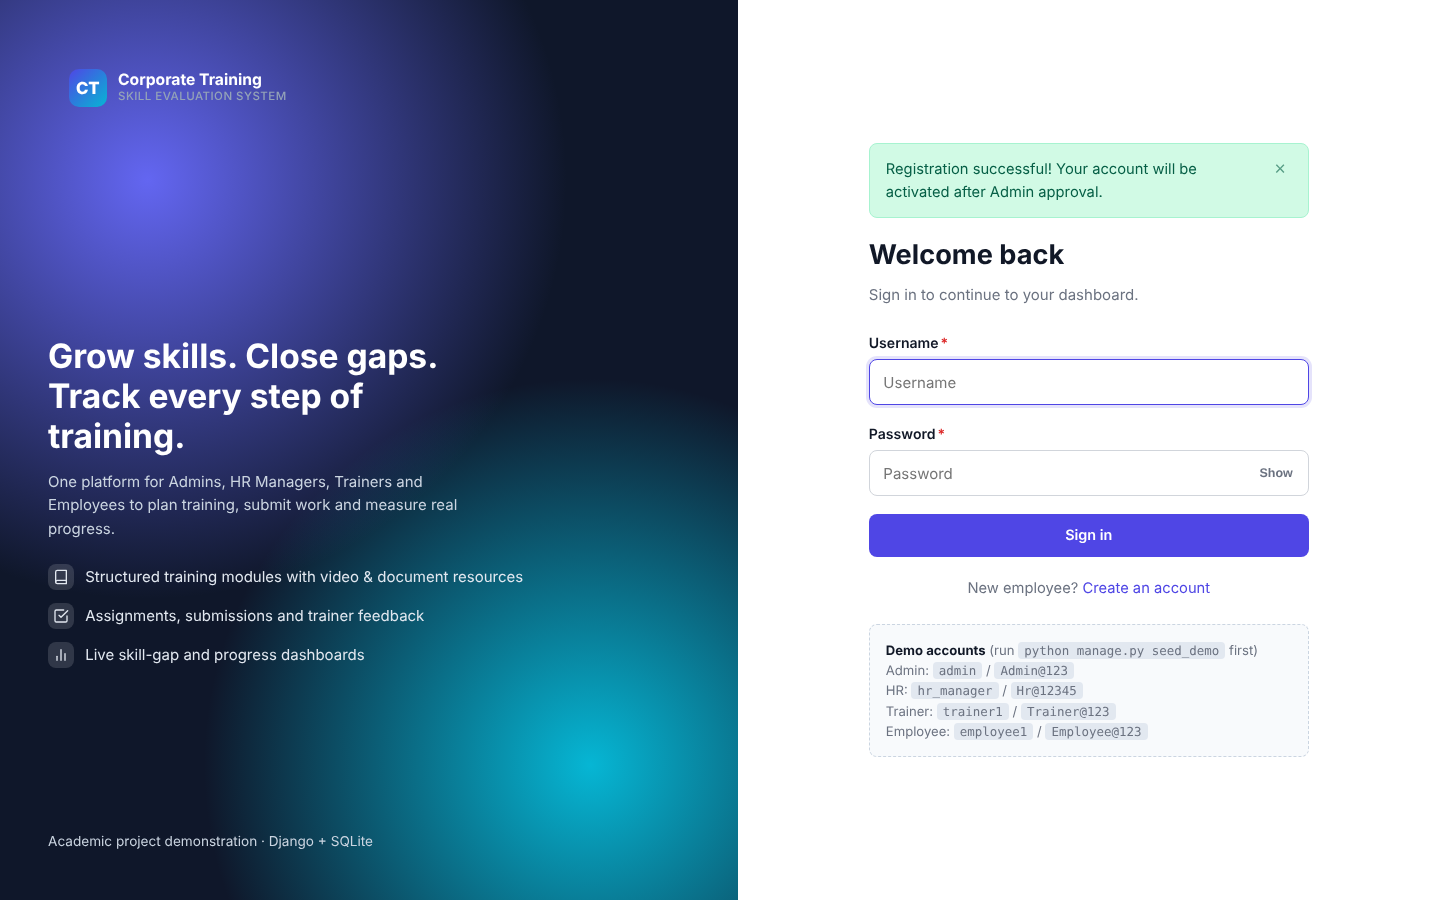 CT
Corporate Training
SKILL EVALUATION SYSTEM
Grow skills. Close gaps.
Track every step of
training.
One platform for Admins, HR Managers, Trainers and
Employees to plan training, submit work and measure real
progress.
Structured training modules with video & document resources
Assignments, submissions and trainer feedback
Live skill-gap and progress dashboards
Academic project demonstration · Django + SQLite
Registration successful! Your account will be ×
activated after Admin approval.
Welcome back
Sign in to continue to your dashboard.
Username*
Username
Password*
Password Show
Sign in
New employee? Create an account
Demo accounts (run python manage.py seed_demo first)
Admin: admin / Admin@123
HR: hr_manager / Hr@12345
Trainer: trainer1 / Trainer@123
Employee: employee1 / Employee@123